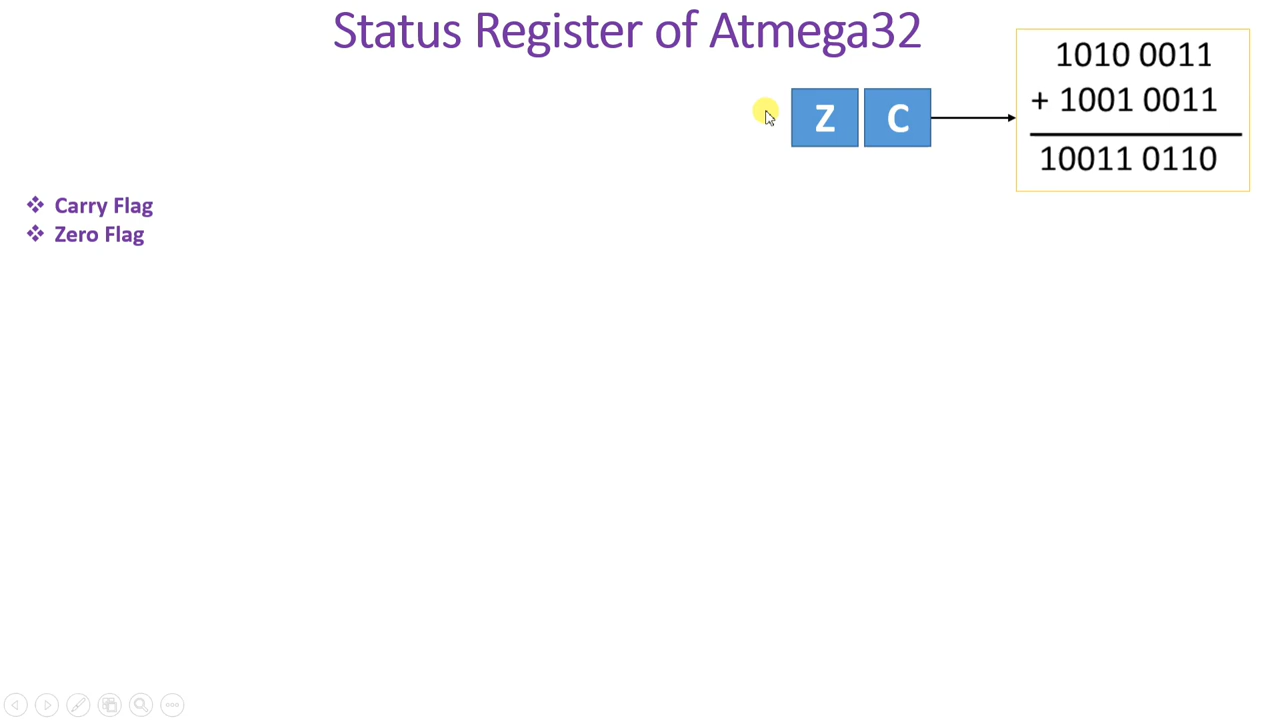 Status Register of Atmega32
Z C
1010 0011
+ 1001 0011
10011 0110
❖ Carry Flag
❖ Zero Flag